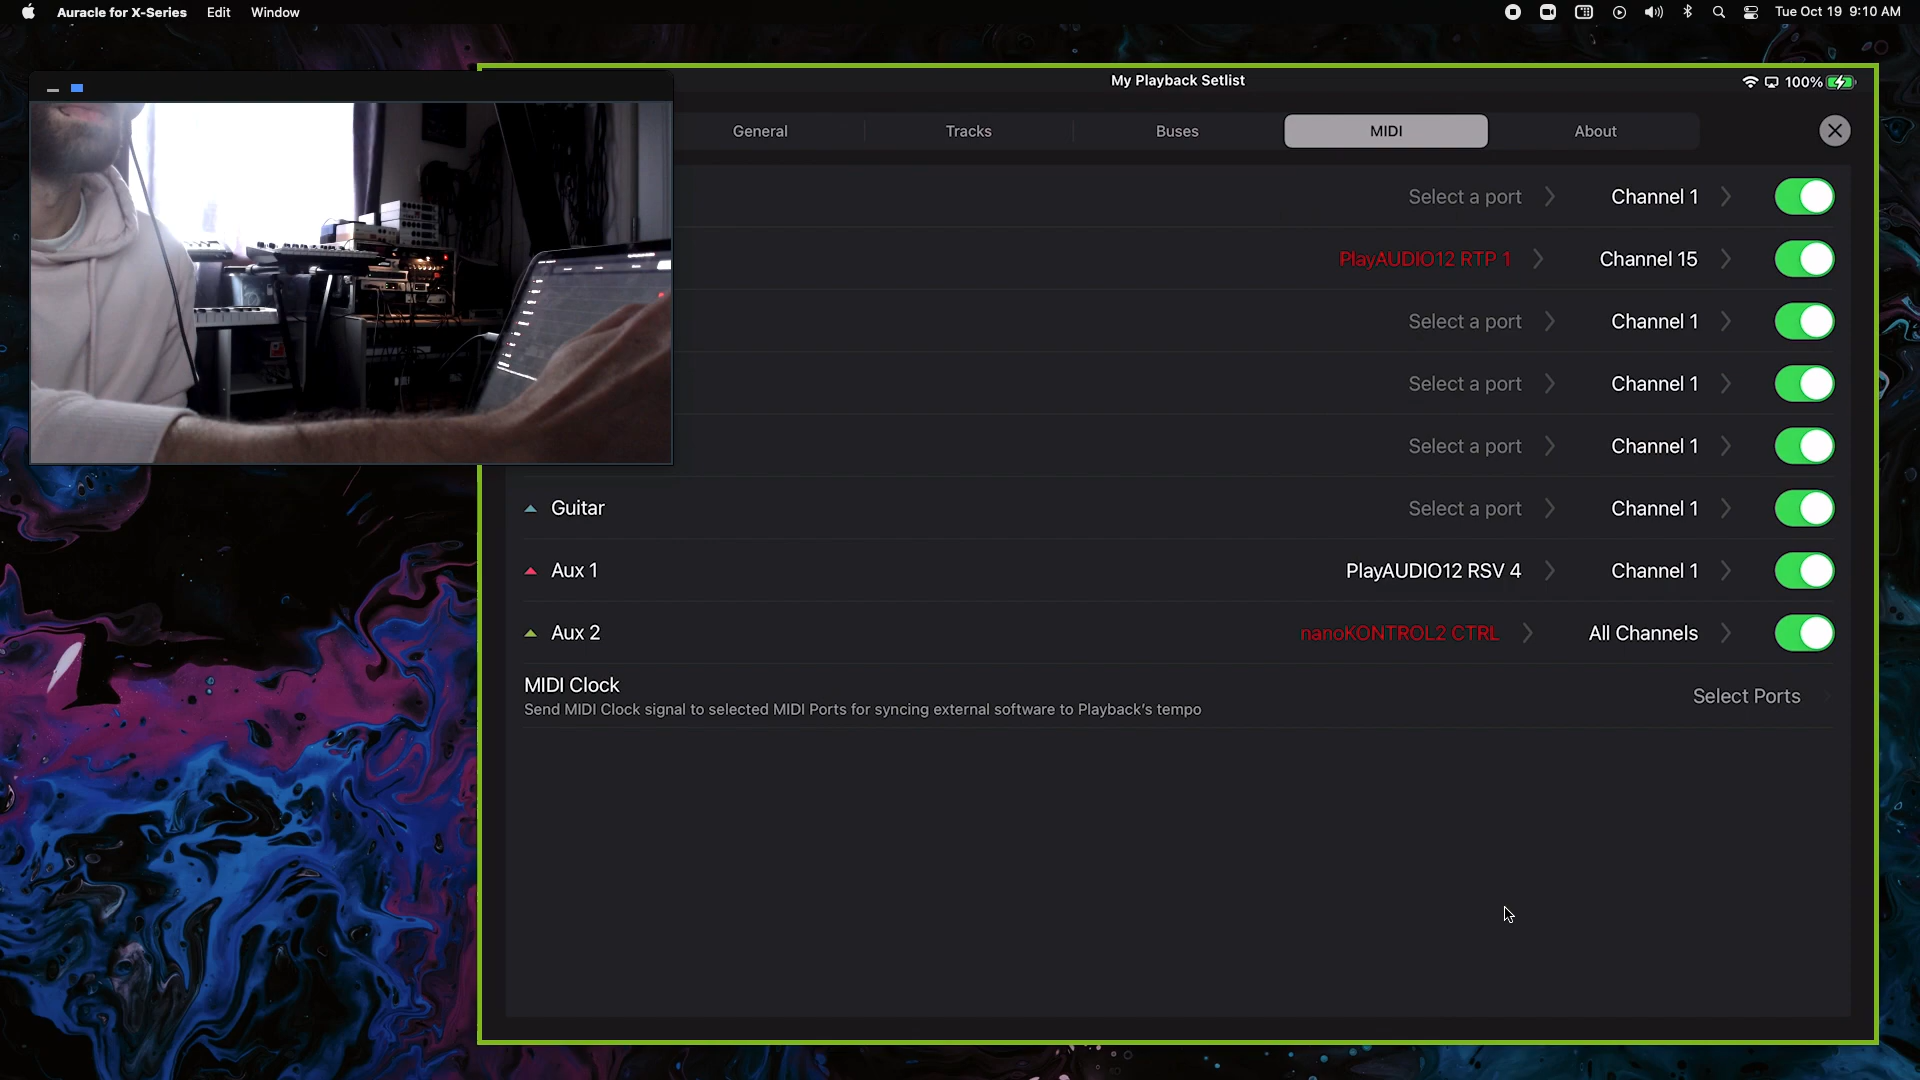 Auracle for X-Series Edit Window Tue Oct 19 9:10 AM
My Playback Setlist 100%
General Tracks Buses MIDI About
Select a port Channel 1
PlayAUDIO12 RTP 1 Channel 15
Select a port Channel 1
Select a port Channel 1
Select a port Channel 1
Guitar Select a port Channel 1
Aux 1 PlayAUDIO12 RSV 4 Channel 1
Aux 2 nanoKONTROL2 CTRL All Channels
MIDI Clock
Send MIDI Clock signal to selected MIDI Ports for syncing external software to Playback's tempo
Select Ports